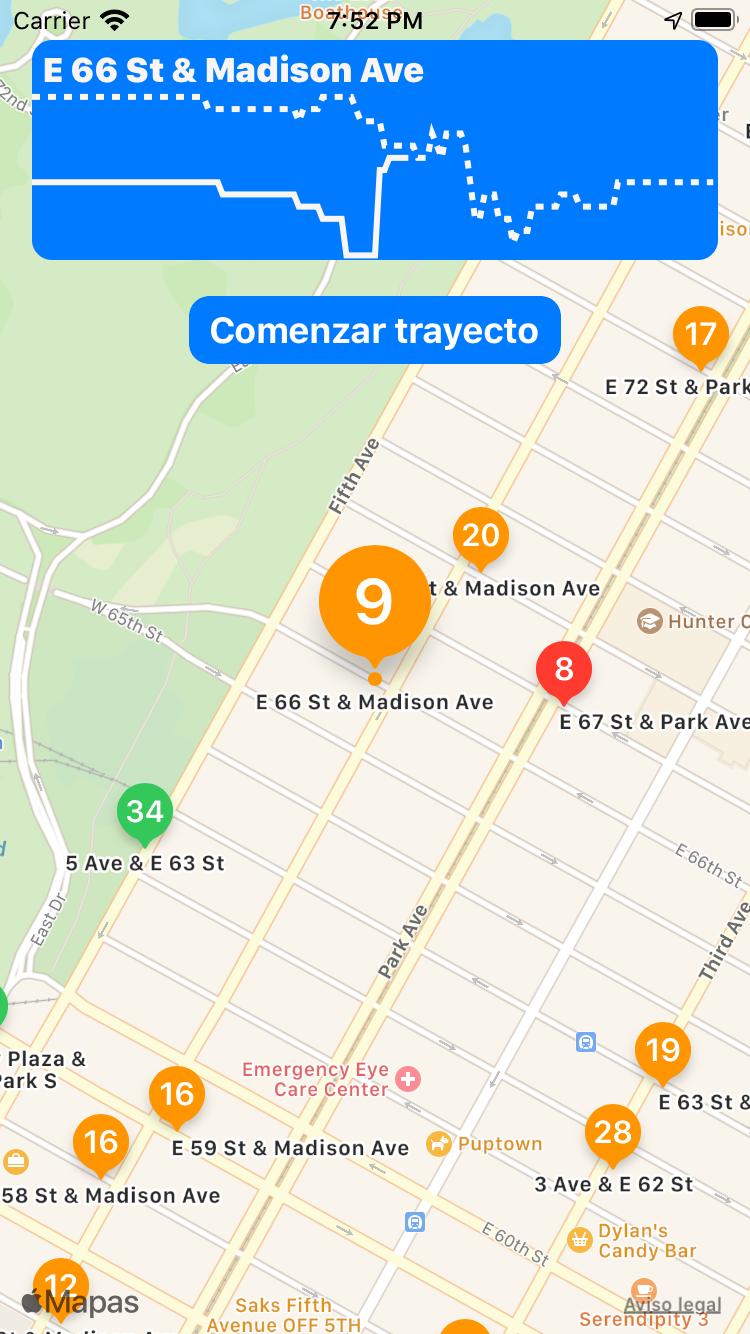 Carrier
7:52 PM
Boathouse
E 66 St & Madison Ave
Comenzar trayecto
17
E 72 St & Park
Fifth Ave
20
t & Madison Ave
9
E 66 St & Madison Ave
W 65th St
Hunter C
8
E 67 St & Park Ave
34
5 Ave & E 63 St
E 66th St
East Dr
Park Ave
Third Ave
Plaza &
Park S
Emergency Eye
Care Center
19
E 63 St &
16
E 59 St & Madison Ave
16
58 St & Madison Ave
Puptown
28
3 Ave & E 62 St
E 60th St
Dylan's
Candy Bar
12
Mapas
Saks Fifth
Avenue OFF 5TH
Serendipity 3
Aviso legal